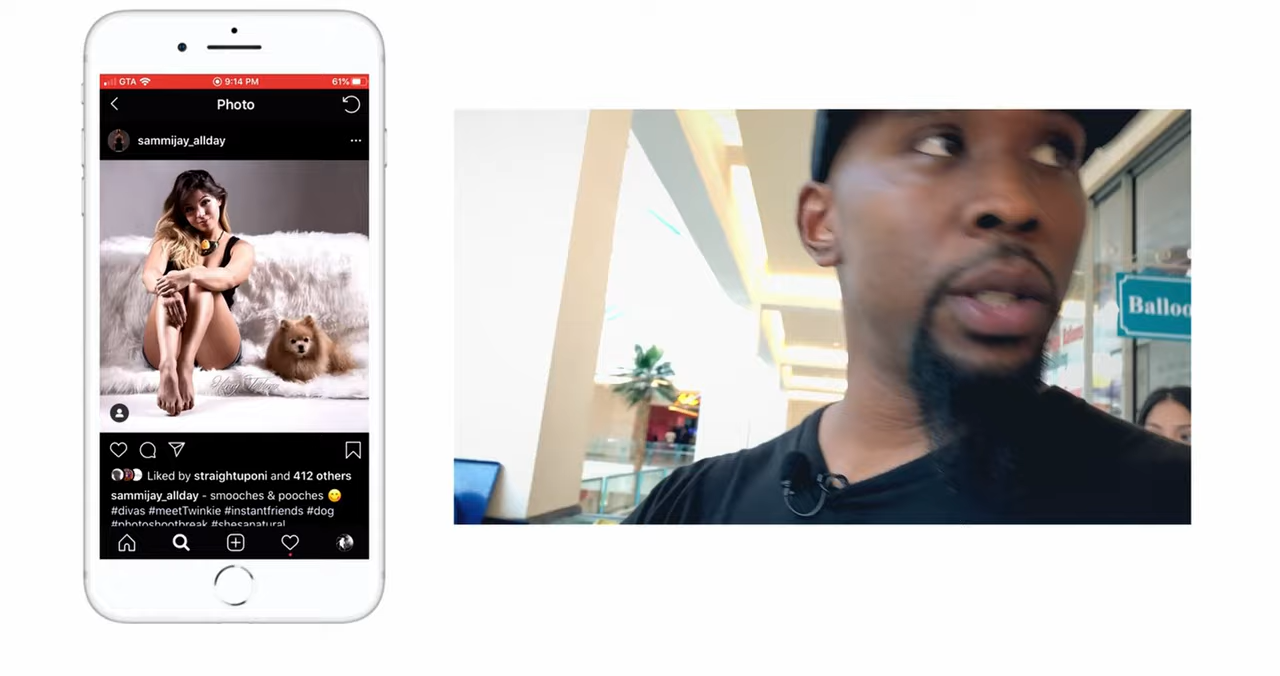 GTA
9:14 PM
61%
Photo
sammijay_allday
Liked by straightuponi and 412 others
sammijay_allday - smooches & pooches 😋
#divas #meetTwinkie #instantfriends #dog
#photoshootbreak #shesanatural
Balloo